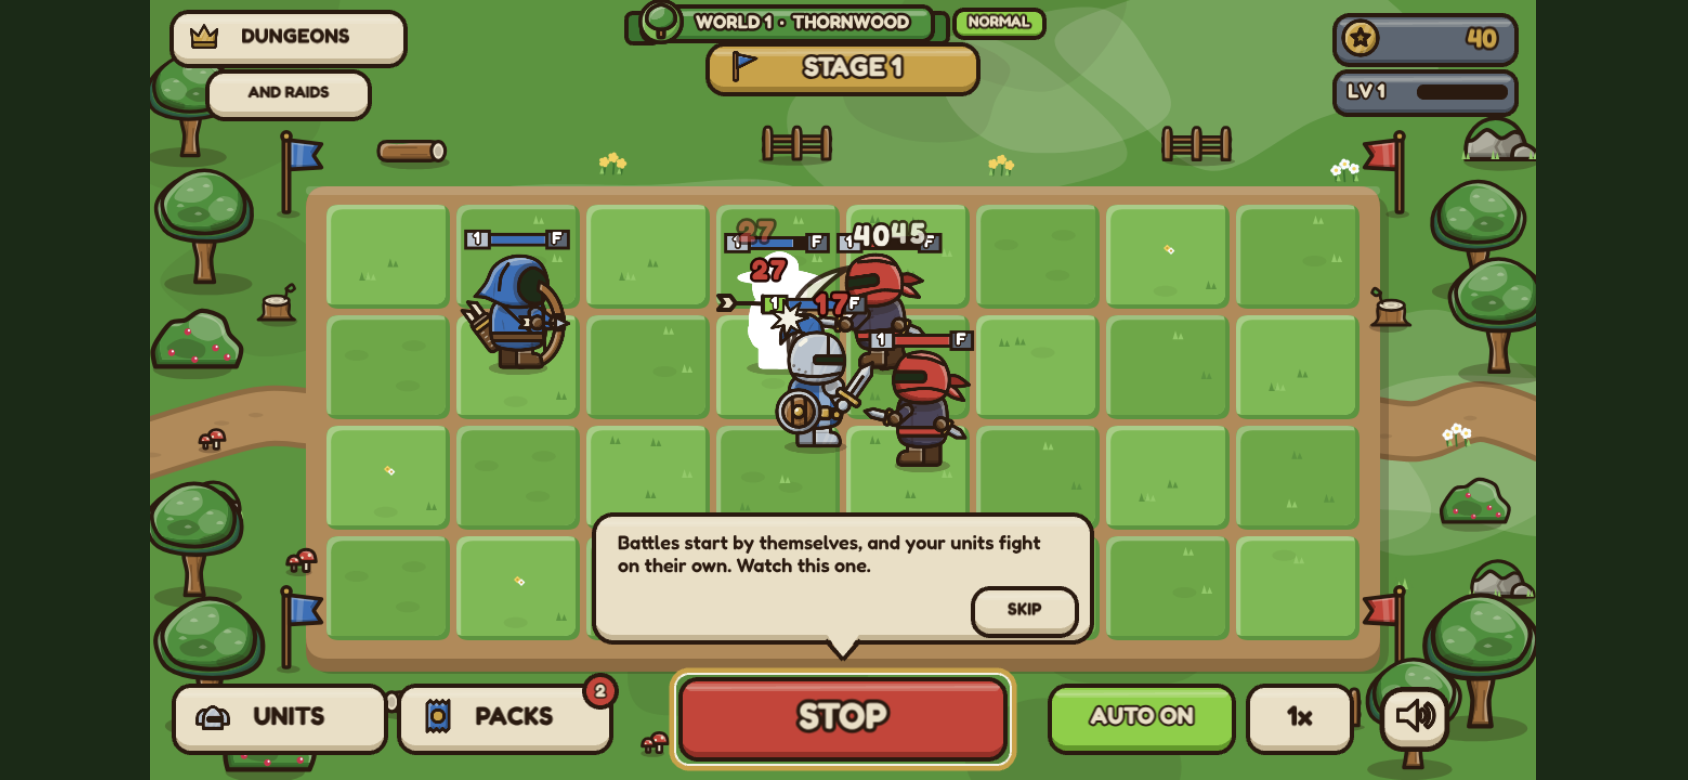 DUNGEONS
AND RAIDS
WORLD 1 • THORNWOOD
NORMAL
STAGE 1
40
LV 1
1 F
27
1 F
4045
1 F
27
1 17 F
1 F
Battles start by themselves, and your units fight
on their own. Watch this one.
SKIP
UNITS
PACKS
2
STOP
AUTO ON
1x